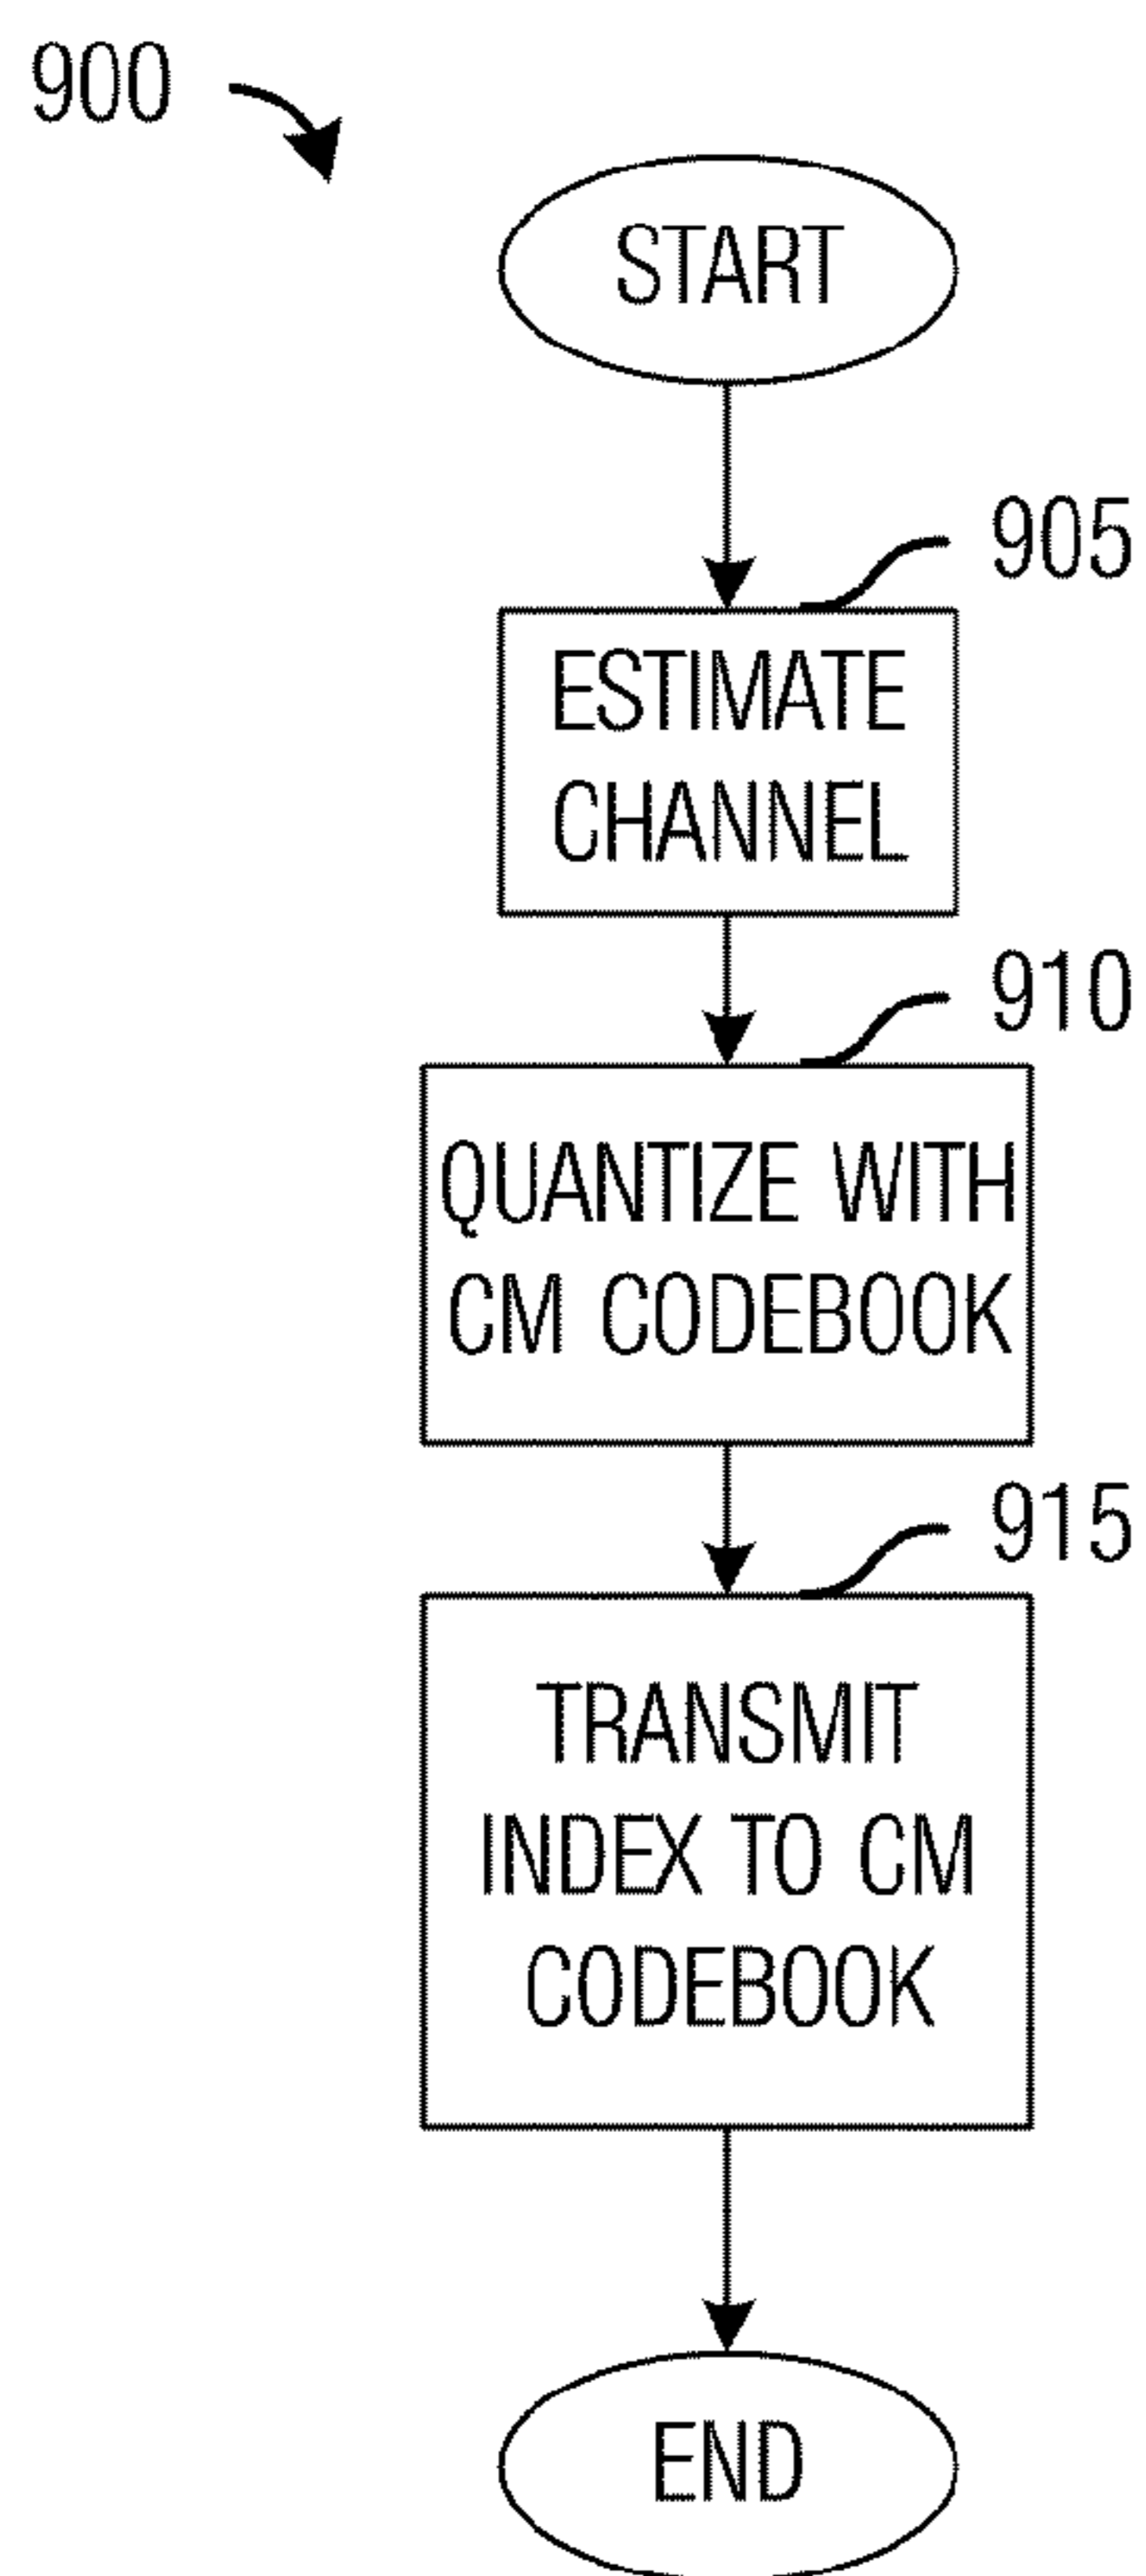 900
START
905
ESTIMATE
CHANNEL
910
QUANTIZE WITH
CM CODEBOOK
915
TRANSMIT
INDEX TO CM
CODEBOOK
END